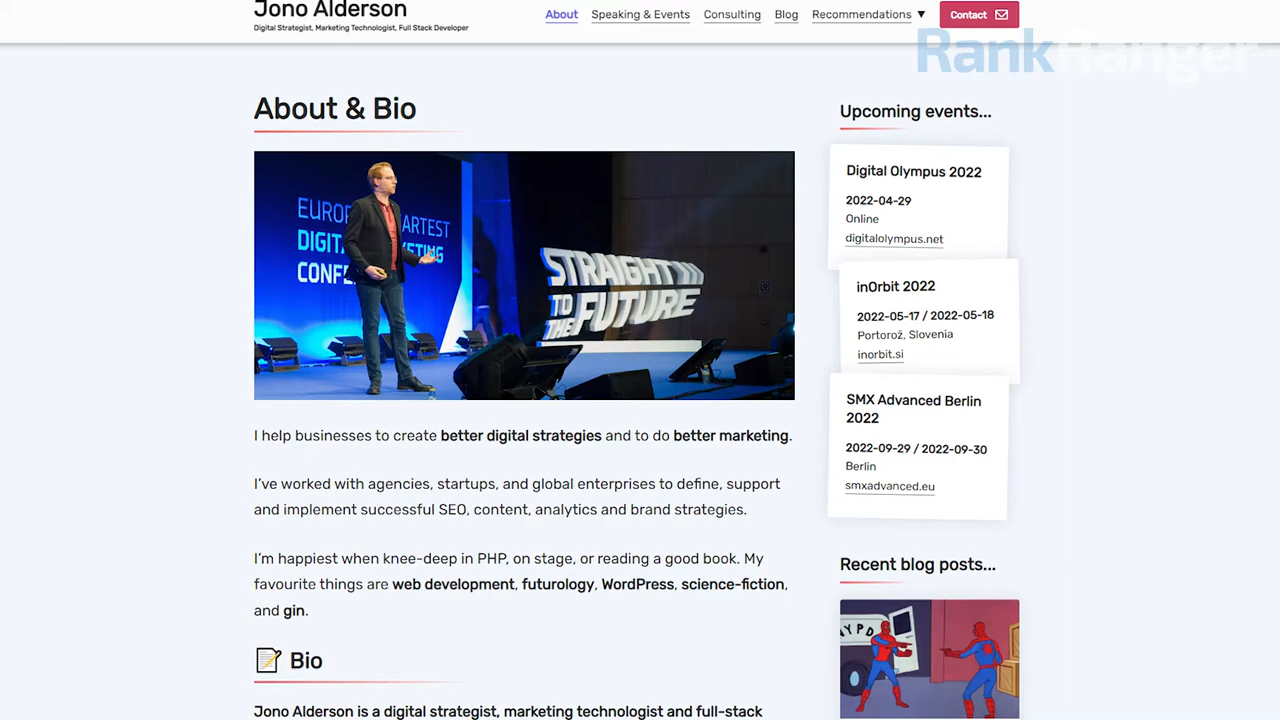 Jono Alderson
Digital Strategist, Marketing Technologist, Full Stack Developer
About
Speaking & Events
Consulting
Blog
Recommendations ▼
Contact
RankRanger
About & Bio
DIGIT
CONFE
STRAIGHT
TO
THE FUTURE
I help businesses to create better digital strategies and to do better marketing.
I've worked with agencies, startups, and global enterprises to define, support
and implement successful SEO, content, analytics and brand strategies.
I'm happiest when knee-deep in PHP, on stage, or reading a good book. My
favourite things are web development, futurology, WordPress, science-fiction,
and gin.
Bio
Jono Alderson is a digital strategist, marketing technologist and full-stack
Upcoming events...
Digital Olympus 2022
2022-04-29
Online
digitalolympus.net
inOrbit 2022
2022-05-17 / 2022-05-18
Portorož, Slovenia
inorbit.si
SMX Advanced Berlin
2022
2022-09-29 / 2022-09-30
Berlin
smxadvanced.eu
Recent blog posts...
NYPD